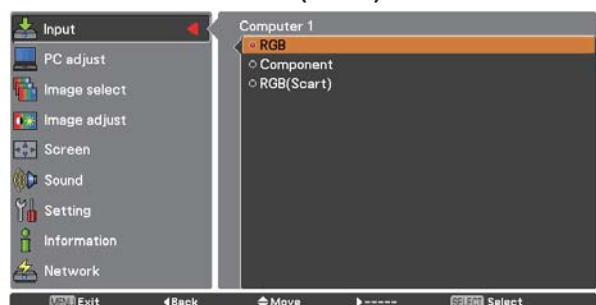 Input
PC adjust
Image select
Image adjust
Screen
Sound
Setting
Information
Network
Computer 1
RGB
Component
RGB(Scart)
MENU Exit ◀Back Move ▶----- SELECT Select